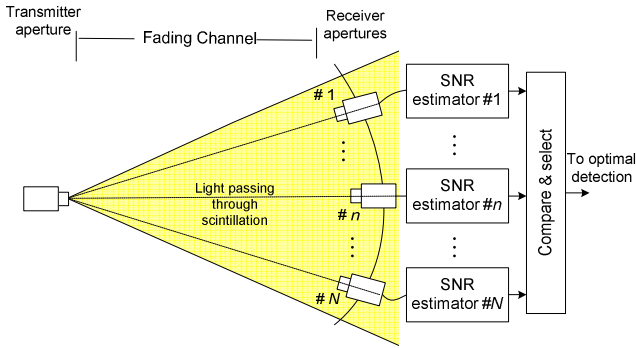 Transmitter
aperture
Fading Channel
Receiver
apertures
# 1
SNR
estimator #1
Light passing
through
scintillation
# n
SNR
estimator #n
# N
SNR
estimator #N
Compare & select
To optimal
detection